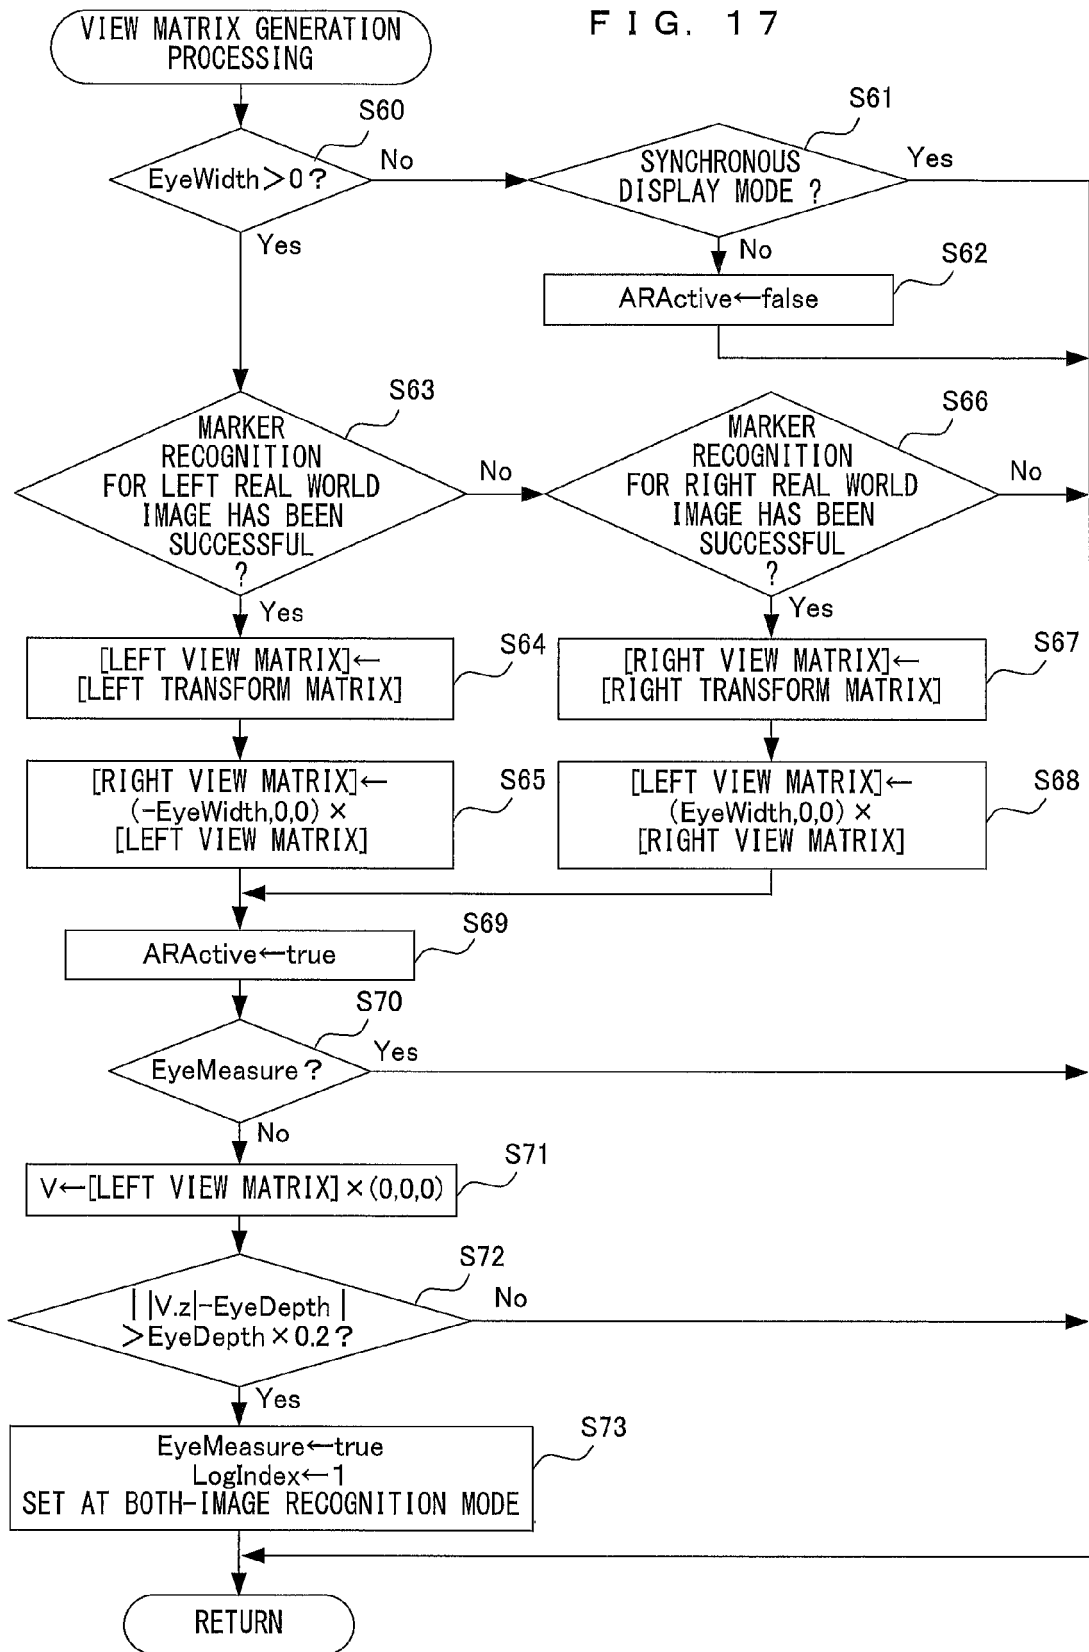 FIG. 17
VIEW MATRIX GENERATION
PROCESSING
S60
EyeWidth>0?
No
Yes
S61
SYNCHRONOUS
DISPLAY MODE ?
Yes
No
S62
ARActive←false
S63
MARKER
RECOGNITION
FOR LEFT REAL WORLD
IMAGE HAS BEEN
SUCCESSFUL
?
No
Yes
S66
MARKER
RECOGNITION
FOR RIGHT REAL WORLD
IMAGE HAS BEEN
SUCCESSFUL
?
No
Yes
S64
[LEFT VIEW MATRIX]←
[LEFT TRANSFORM MATRIX]
S67
[RIGHT VIEW MATRIX]←
[RIGHT TRANSFORM MATRIX]
S65
[RIGHT VIEW MATRIX]←
(-EyeWidth,0,0)×
[LEFT VIEW MATRIX]
S68
[LEFT VIEW MATRIX]←
(EyeWidth,0,0)×
[RIGHT VIEW MATRIX]
S69
ARActive←true
S70
EyeMeasure?
Yes
No
S71
V←[LEFT VIEW MATRIX]×(0,0,0)
S72
| |V.z|-EyeDepth |
>EyeDepth×0.2?
No
Yes
S73
EyeMeasure←true
LogIndex←1
SET AT BOTH-IMAGE RECOGNITION MODE
RETURN